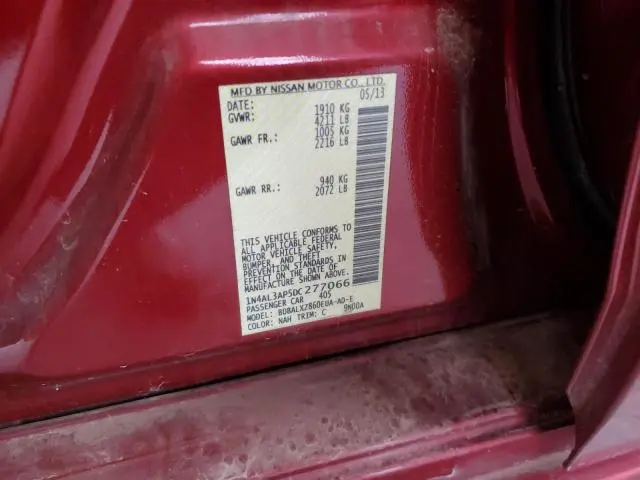 MFD BY NISSAN MOTOR CO., LTD.
DATE: 05/13
GVWR: 1910 KG
4211 LB
GAWR FR.: 1005 KG
2216 LB
GAWR RR.: 940 KG
2072 LB
THIS VEHICLE CONFORMS TO
ALL APPLICABLE FEDERAL
MOTOR VEHICLE SAFETY,
BUMPER, AND THEFT
PREVENTION STANDARDS IN
EFFECT ON THE DATE OF
MANUFACTURE SHOWN ABOVE.
1N4AL3AP5DC277066
PASSENGER CAR 405
MODEL: BDBALXZ860EUA-AD-E
COLOR: NAH TRIM: C 9N00A